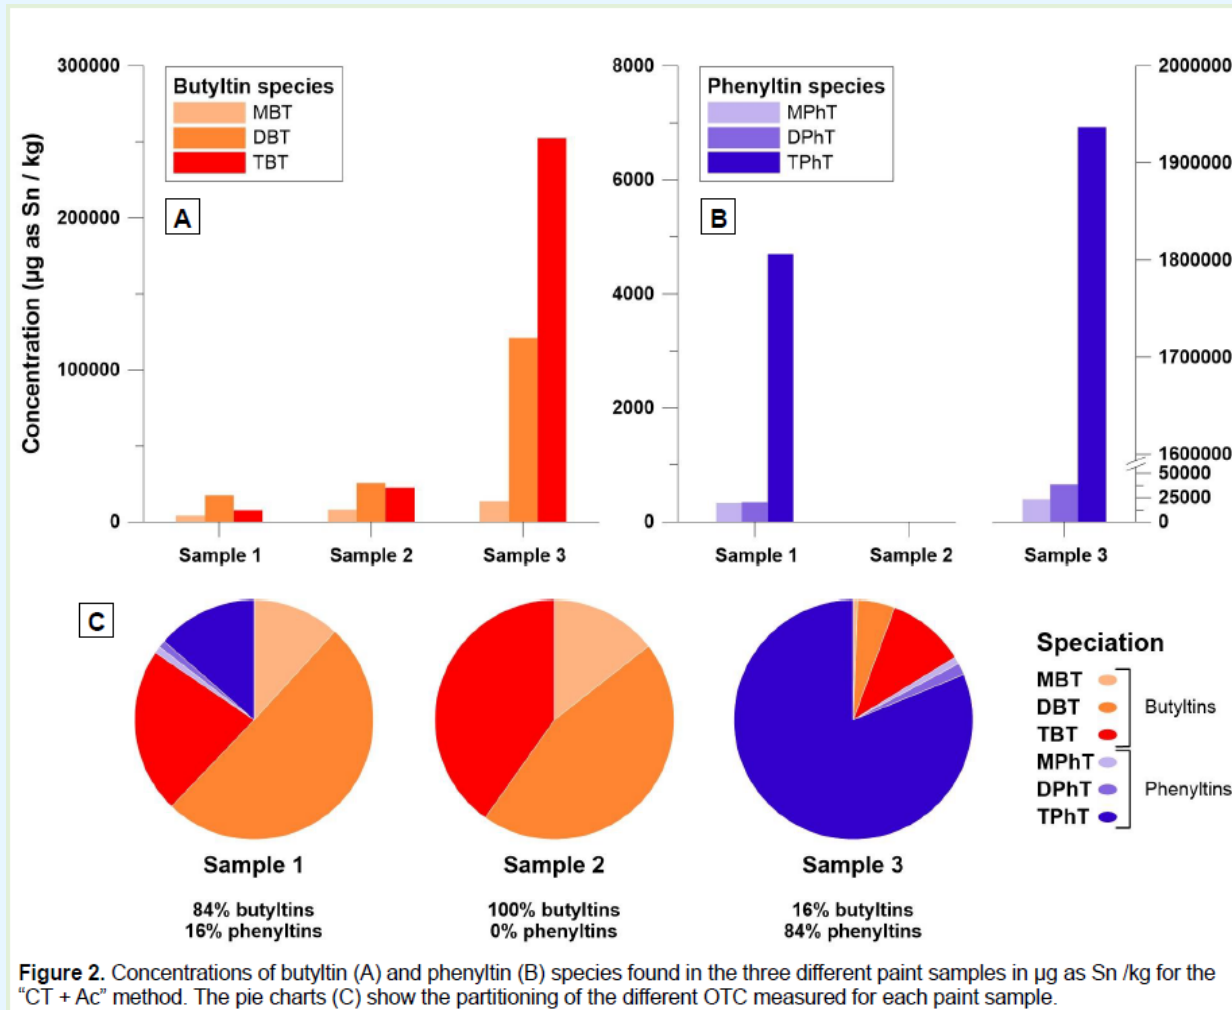 300000
200000
100000
0
Concentration (µg as Sn / kg)
Butyltin species
MBT
DBT
TBT
A
Sample 1
Sample 2
Sample 3
8000
6000
4000
2000
0
Phenyltin species
MPhT
DPhT
TPhT
B
Sample 1
Sample 2
Sample 3
2000000
1900000
1800000
1700000
1600000
50000
25000
0
C
Sample 1
84% butyltins
16% phenyltins
Sample 2
100% butyltins
0% phenyltins
Sample 3
16% butyltins
84% phenyltins
Speciation
MBT
DBT
TBT
Butyltins
MPhT
DPhT
TPhT
Phenyltins
Figure 2. Concentrations of butyltin (A) and phenyltin (B) species found in the three different paint samples in µg as Sn /kg for the
“CT + Ac” method. The pie charts (C) show the partitioning of the different OTC measured for each paint sample.